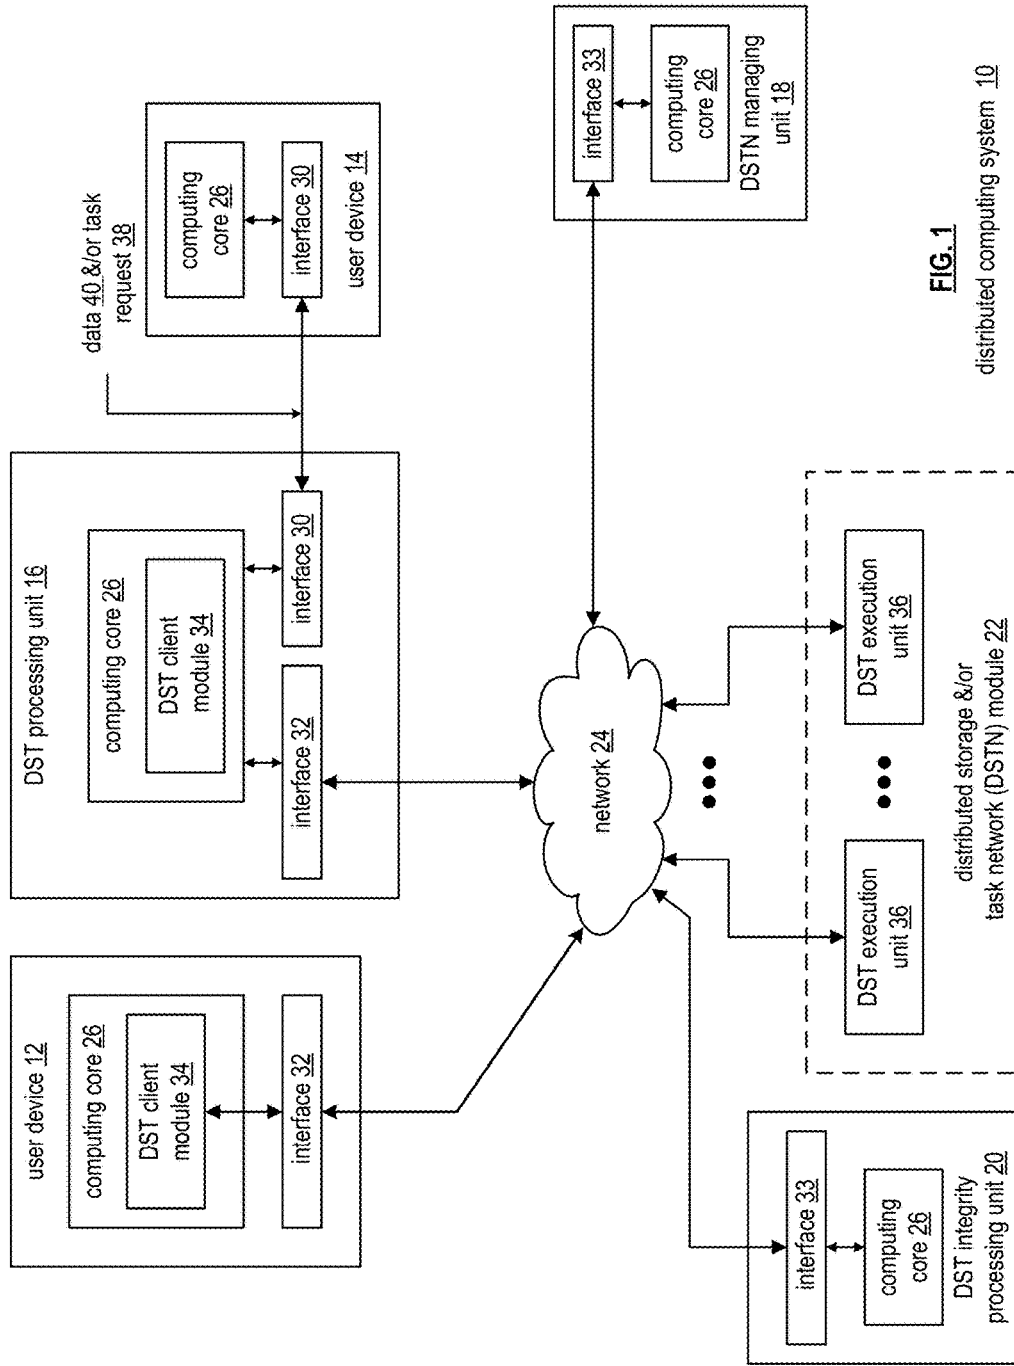 user device 12
computing core 26
DST client
module 34
interface 32
DST processing unit 16
computing core 26
DST client
module 34
interface 32
interface 30
data 40 &/or task
request 38
computing
core 26
interface 30
user device 14
network 24
interface 33
computing
core 26
DSTN managing
unit 18
interface 33
computing
core 26
DST integrity
processing unit 20
DST execution
unit 36
DST execution
unit 36
distributed storage &/or
task network (DSTN) module 22
FIG. 1
distributed computing system 10